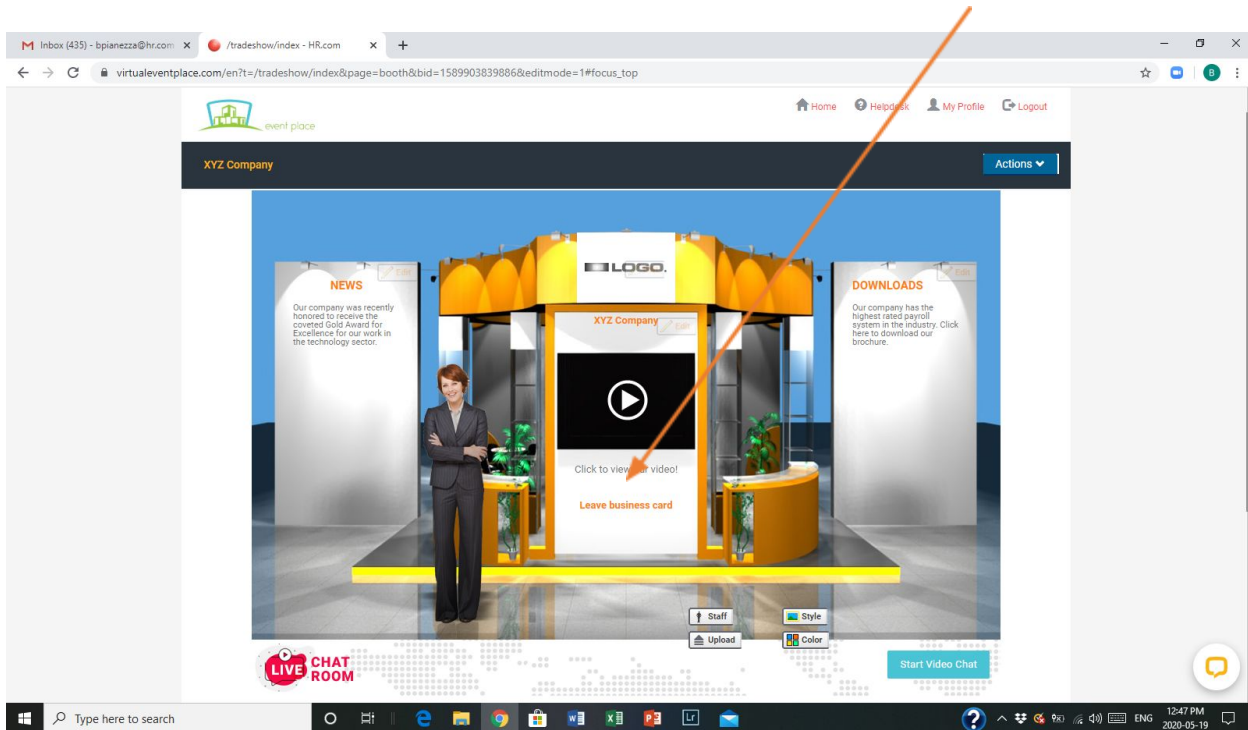 Inbox (435) - bpianezza@hr.com
/tradeshow/index - HR.com
virtualeventplace.com/en?t=/tradeshow/index&page=booth&bid=1589903839886&editmode=1#focus_top
B
event place
Home
Helpdesk
My Profile
Logout
XYZ Company
Actions
LOGO.
Edit
NEWS
Our company was recently
honored to receive the
coveted Gold Award for
Excellence for our work in
the technology sector.
XYZ Company
Edit
Click to view our video!
Leave business card
Edit
DOWNLOADS
Our company has the
highest rated payroll
system in the industry. Click
here to download our
brochure.
Staff
Style
Upload
Color
LIVE
CHAT
ROOM
Start Video Chat
Type here to search
ENG
12:47 PM
2020-05-19